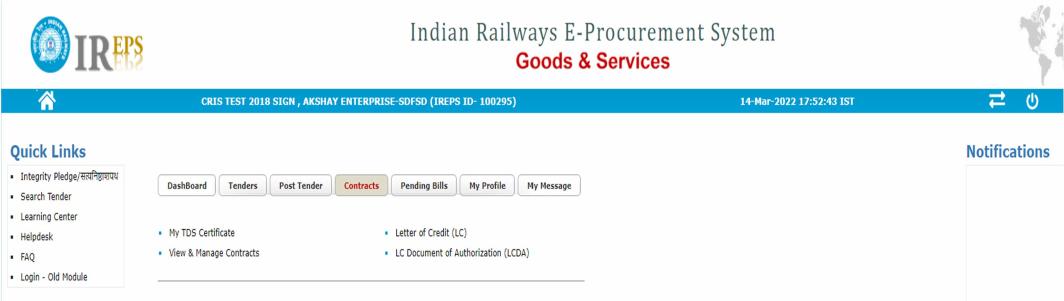 IREPS
Indian Railways E-Procurement System
Goods & Services
CRIS TEST 2018 SIGN , AKSHAY ENTERPRISE-SDFSD (IREPS ID- 100295)
14-Mar-2022 17:52:43 IST
Quick Links
Integrity Pledge/सत्यनिष्ठाशपथ
Search Tender
Learning Center
Helpdesk
FAQ
Login - Old Module
DashBoard
Tenders
Post Tender
Contracts
Pending Bills
My Profile
My Message
My TDS Certificate
Letter of Credit (LC)
View & Manage Contracts
LC Document of Authorization (LCDA)
Notifications